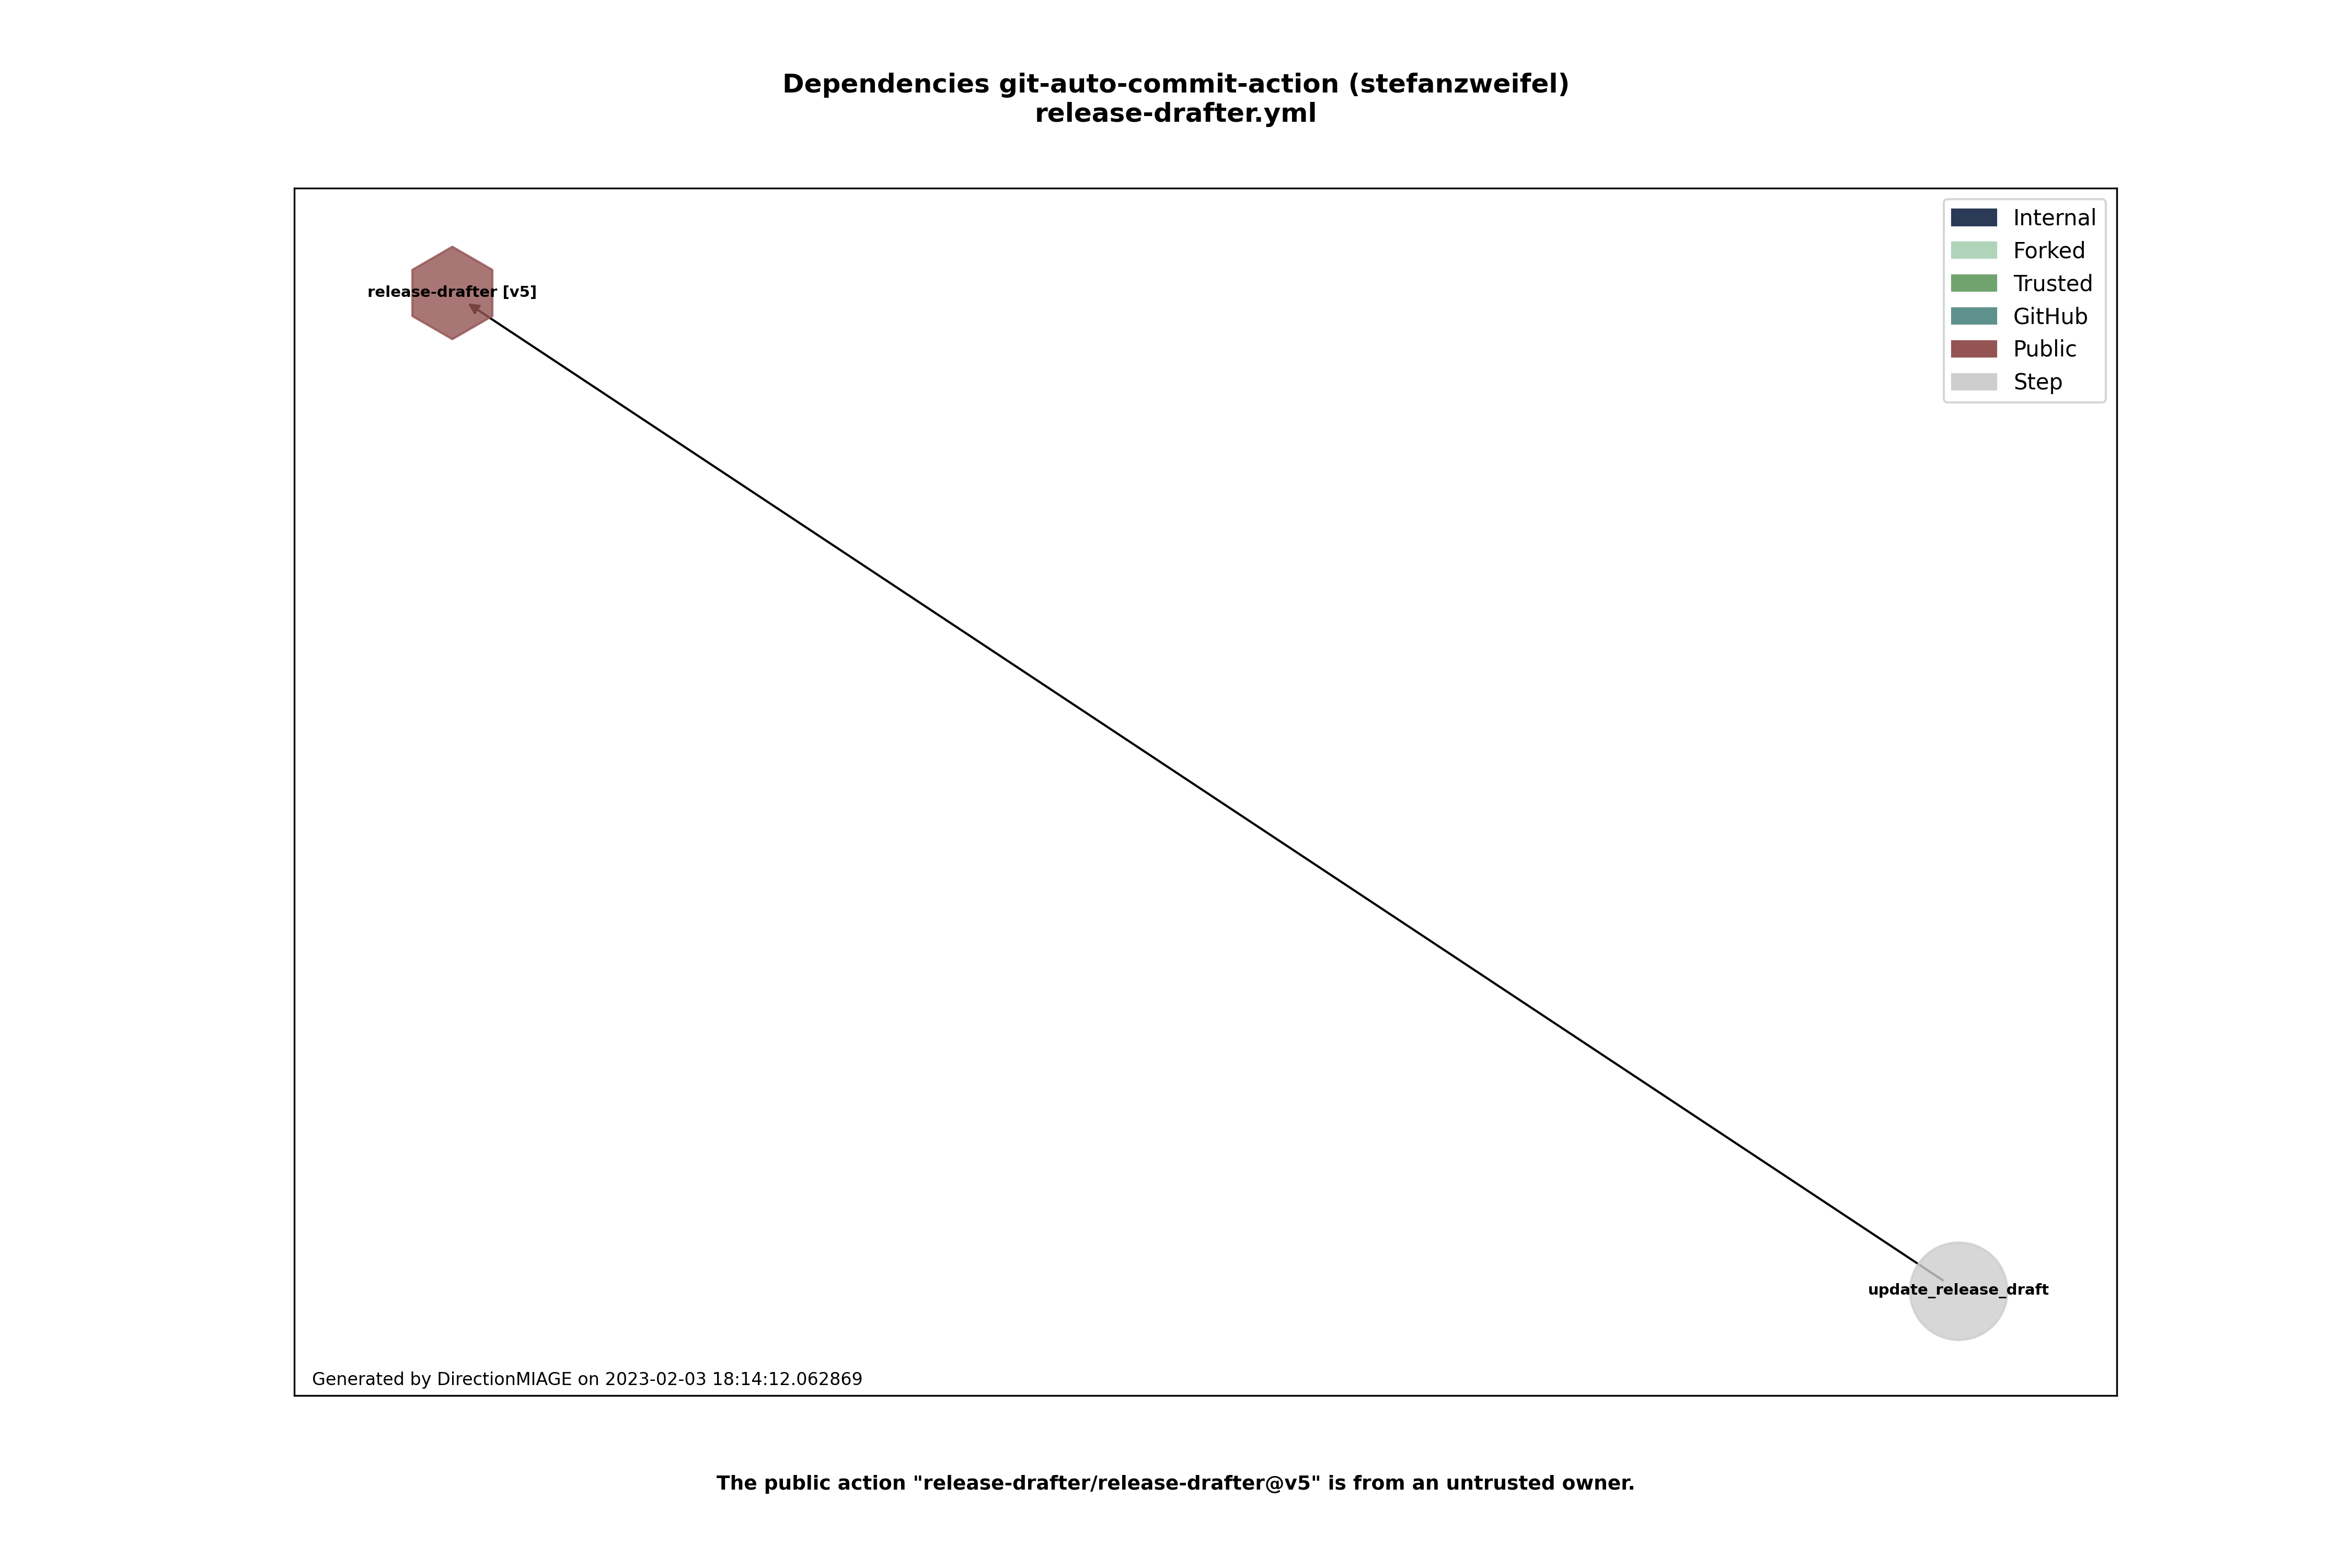 Dependencies git-auto-commit-action (stefanzweifel)
release-drafter.yml
Internal
Forked
Trusted
GitHub
Public
Step
release-drafter [v5]
update_release_draft
Generated by DirectionMIAGE on 2023-02-03 18:14:12.062869
The public action "release-drafter/release-drafter@v5" is from an untrusted owner.